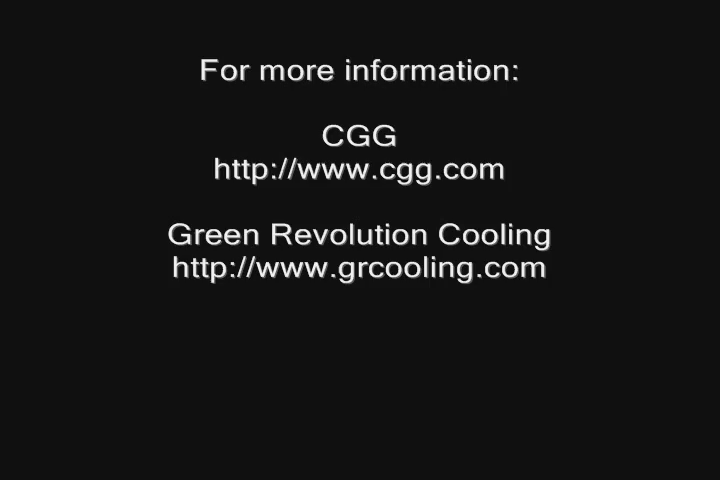 For more information:
CGG
http://www.cgg.com
Green Revolution Cooling
http://www.grcooling.com